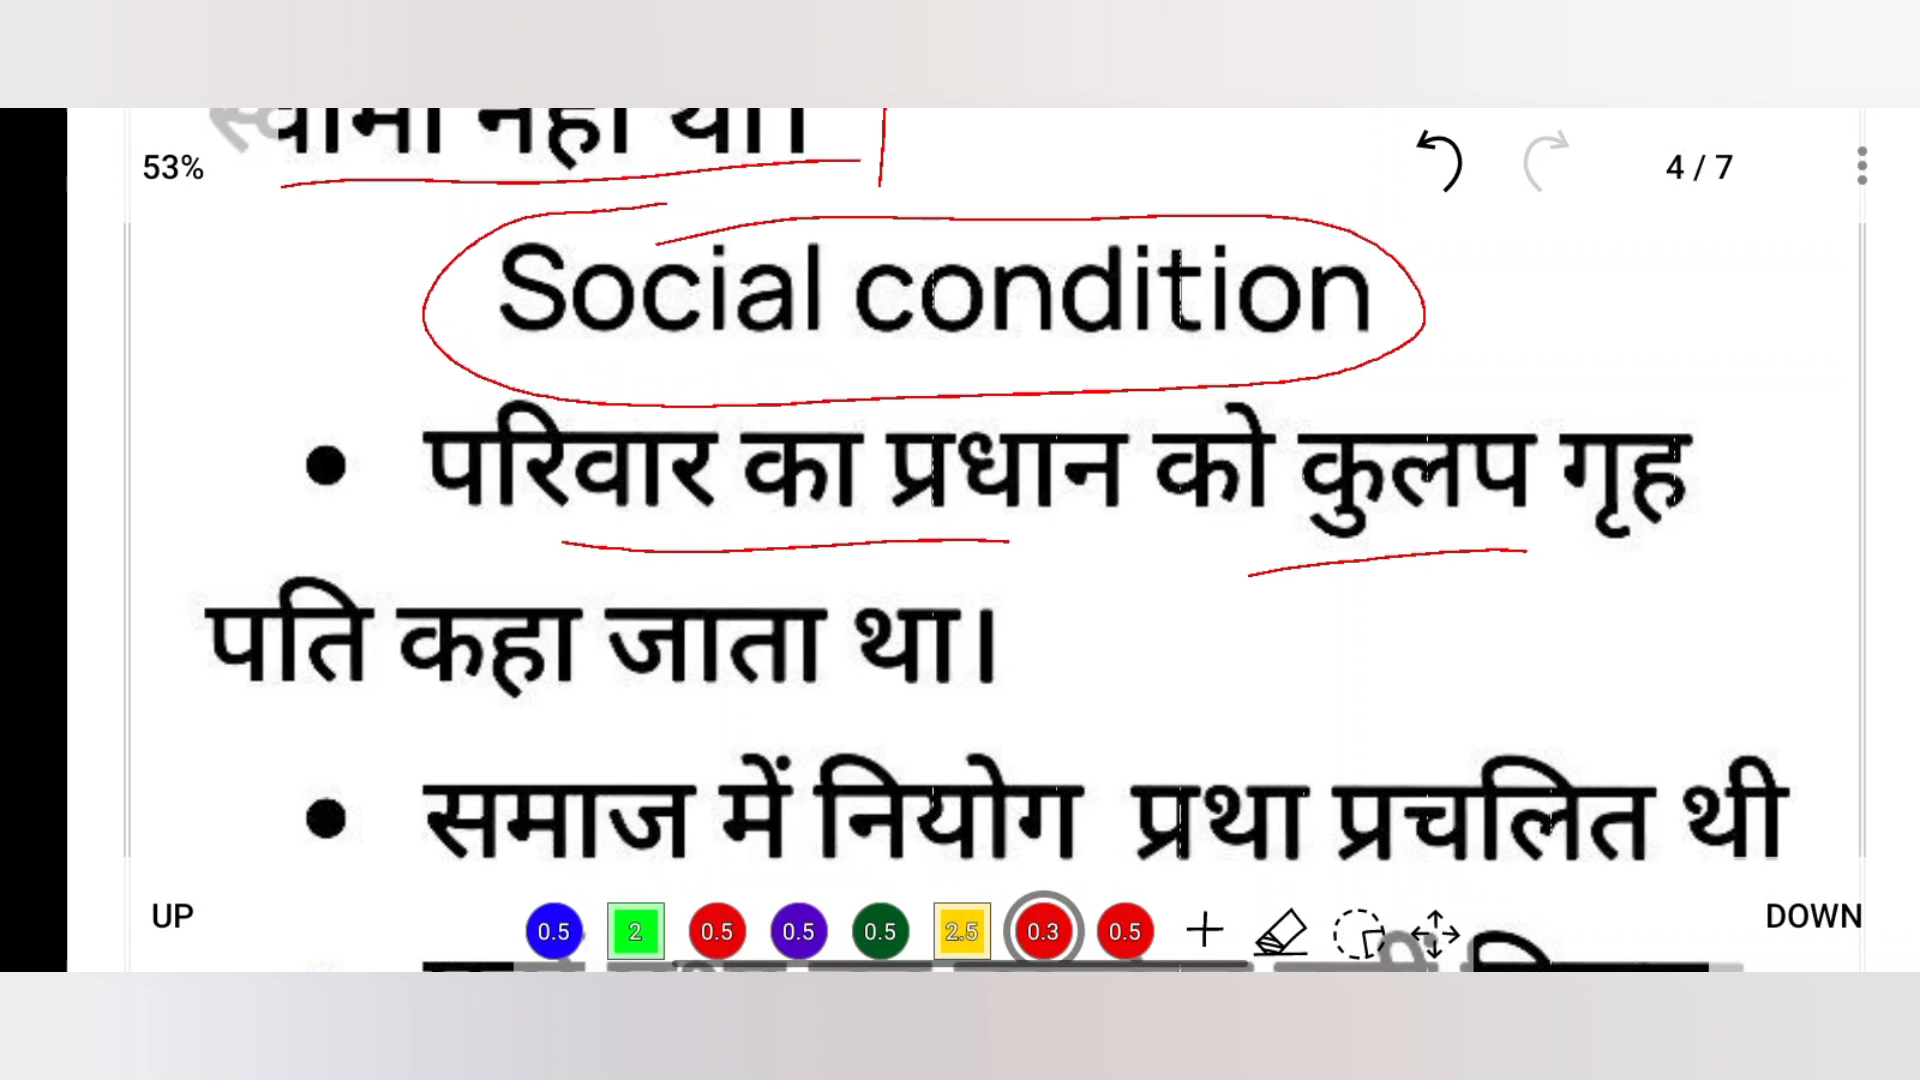 स्वामी नहीं था।
53%
4 / 7
Social condition
• परिवार का प्रधान को कुलप गृह
पति कहा जाता था।
• समाज में नियोग प्रथा प्रचलित थी
UP
0.5 2 0.5 0.5 0.5 2.5 0.3 0.5
DOWN